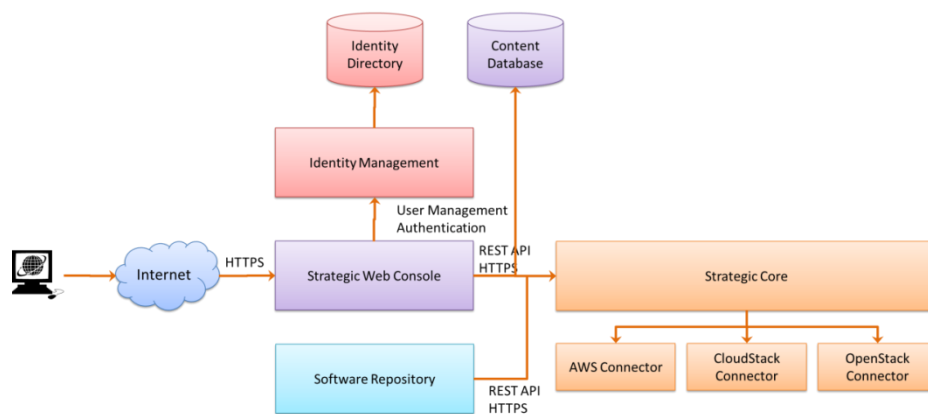 Identity
Directory
Content
Database
Identity Management
User Management
Authentication
Internet
HTTPS
Strategic Web Console
REST API
HTTPS
Strategic Core
Software Repository
REST API
HTTPS
AWS Connector
CloudStack
Connector
OpenStack
Connector